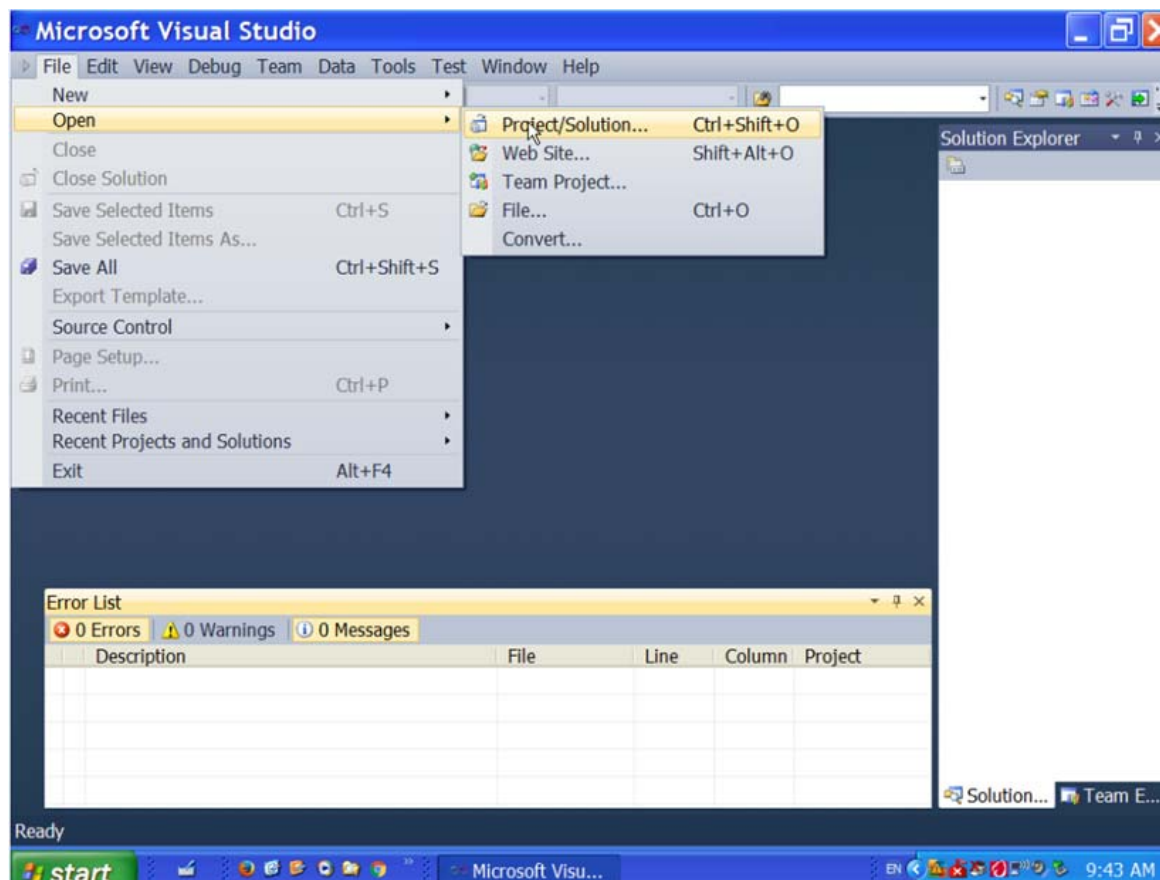 Microsoft Visual Studio
File Edit View Debug Team Data Tools Test Window Help
New
Open
Close
Close Solution
Save Selected Items Ctrl+S
Save Selected Items As...
Save All Ctrl+Shift+S
Export Template...
Source Control
Page Setup...
Print... Ctrl+P
Recent Files
Recent Projects and Solutions
Exit Alt+F4
Project/Solution... Ctrl+Shift+O
Web Site... Shift+Alt+O
Team Project...
File... Ctrl+O
Convert...
Solution Explorer
Error List
0 Errors 0 Warnings 0 Messages
Description File Line Column Project
Solution... Team E...
Ready
start Microsoft Visu... EN 9:43 AM